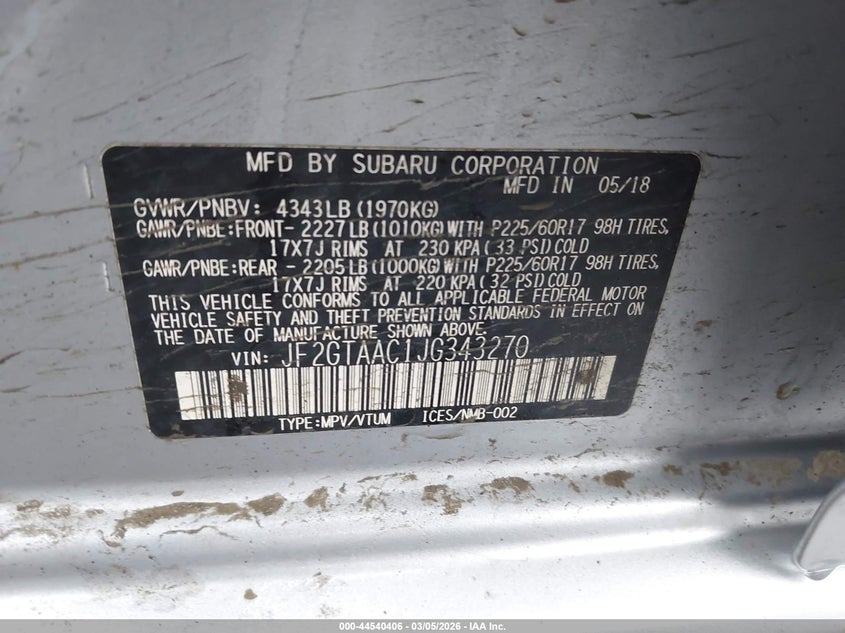 MFD BY SUBARU CORPORATION
MFD IN 05/18
GVWR/PNBV: 4343LB (1970KG)
GAWR/PNBE:FRONT- 2227LB (1010KG) WITH P225/60R17 98H TIRES,
17X7J RIMS AT 230 KPA ( 33 PSI) COLD
GAWR/PNBE:REAR - 2205LB (1000KG) WITH P225/60R17 98H TIRES,
17X7J RIMS AT 220 KPA ( 32 PSI) COLD
THIS VEHICLE CONFORMS TO ALL APPLICABLE FEDERAL MOTOR
VEHICLE SAFETY AND THEFT PREVENTION STANDARDS IN EFFECT ON
THE DATE OF MANUFACTURE SHOWN ABOVE.
VIN: JF2GTAAC1JG343270
TYPE:MPV/VTUM ICES/NMB-002
000-44540406 - 03/05/2026 - IAA Inc.